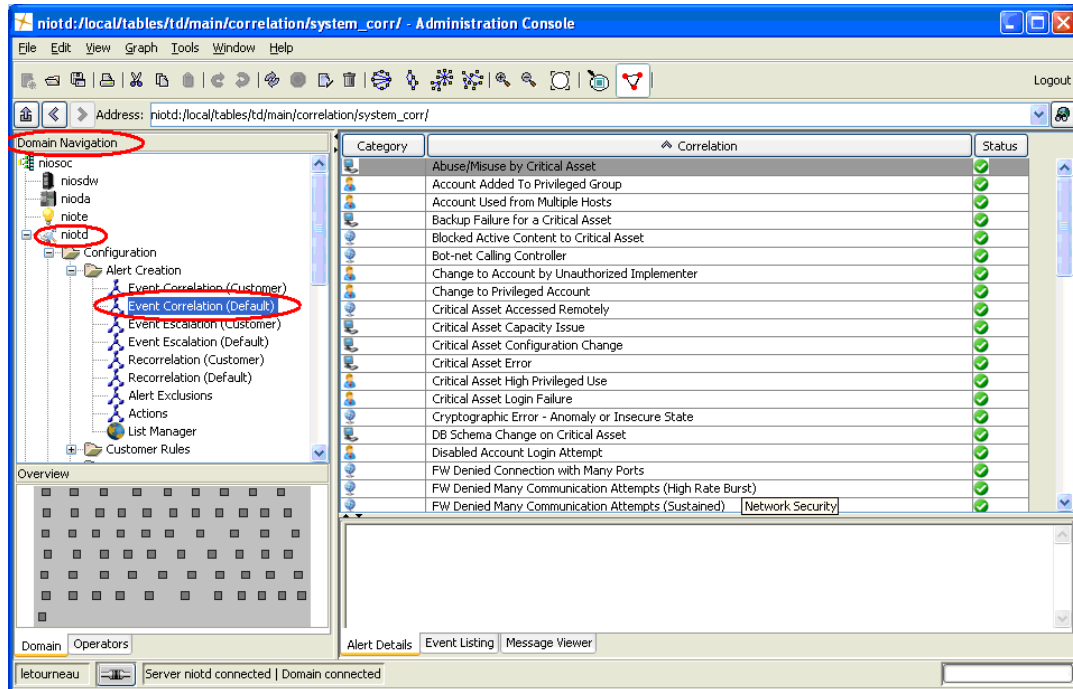 niotd:/local/tables/td/main/correlation/system_corr/ - Administration Console
File Edit View Graph Tools Window Help
Logout
Address: niotd:/local/tables/td/main/correlation/system_corr/
Domain Navigation
niosoc
niosdw
nioda
niote
niotd
Configuration
Alert Creation
Event Correlation (Customer)
Event Correlation (Default)
Event Escalation (Customer)
Event Escalation (Default)
Recorrelation (Customer)
Recorrelation (Default)
Alert Exclusions
Actions
List Manager
Customer Rules
Overview
Domain Operators
Category Correlation Status
Abuse/Misuse by Critical Asset
Account Added To Privileged Group
Account Used from Multiple Hosts
Backup Failure for a Critical Asset
Blocked Active Content to Critical Asset
Bot-net Calling Controller
Change to Account by Unauthorized Implementer
Change to Privileged Account
Critical Asset Accessed Remotely
Critical Asset Capacity Issue
Critical Asset Configuration Change
Critical Asset Error
Critical Asset High Privileged Use
Critical Asset Login Failure
Cryptographic Error - Anomaly or Insecure State
DB Schema Change on Critical Asset
Disabled Account Login Attempt
FW Denied Connection with Many Ports
FW Denied Many Communication Attempts (High Rate Burst)
FW Denied Many Communication Attempts (Sustained)
Network Security
Alert Details Event Listing Message Viewer
letourneau Server niotd connected | Domain connected